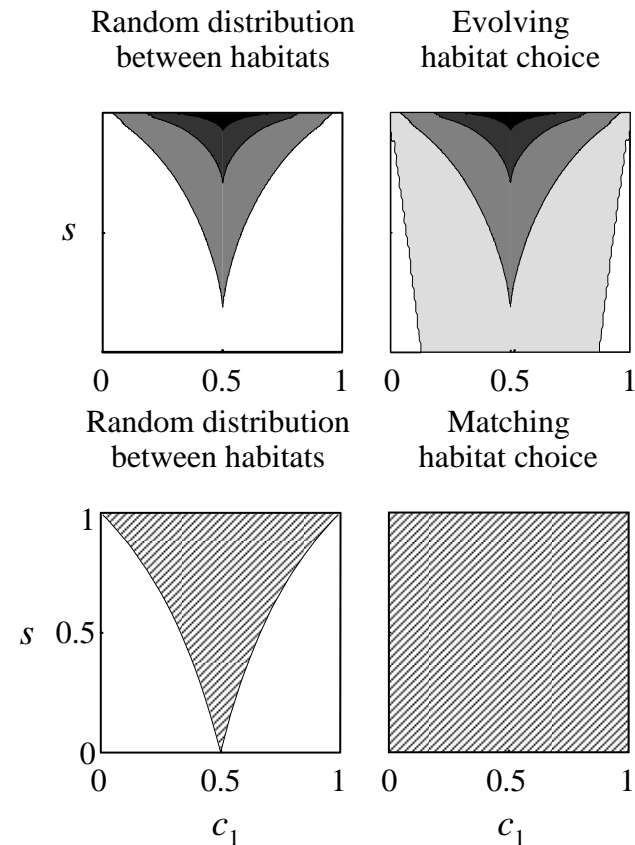 Random distribution
between habitats
Evolving
habitat choice
s
0 0.5 1
0 0.5 1
Random distribution
between habitats
Matching
habitat choice
1
s 0.5
0
0 0.5 1
0 0.5 1
c1
c1